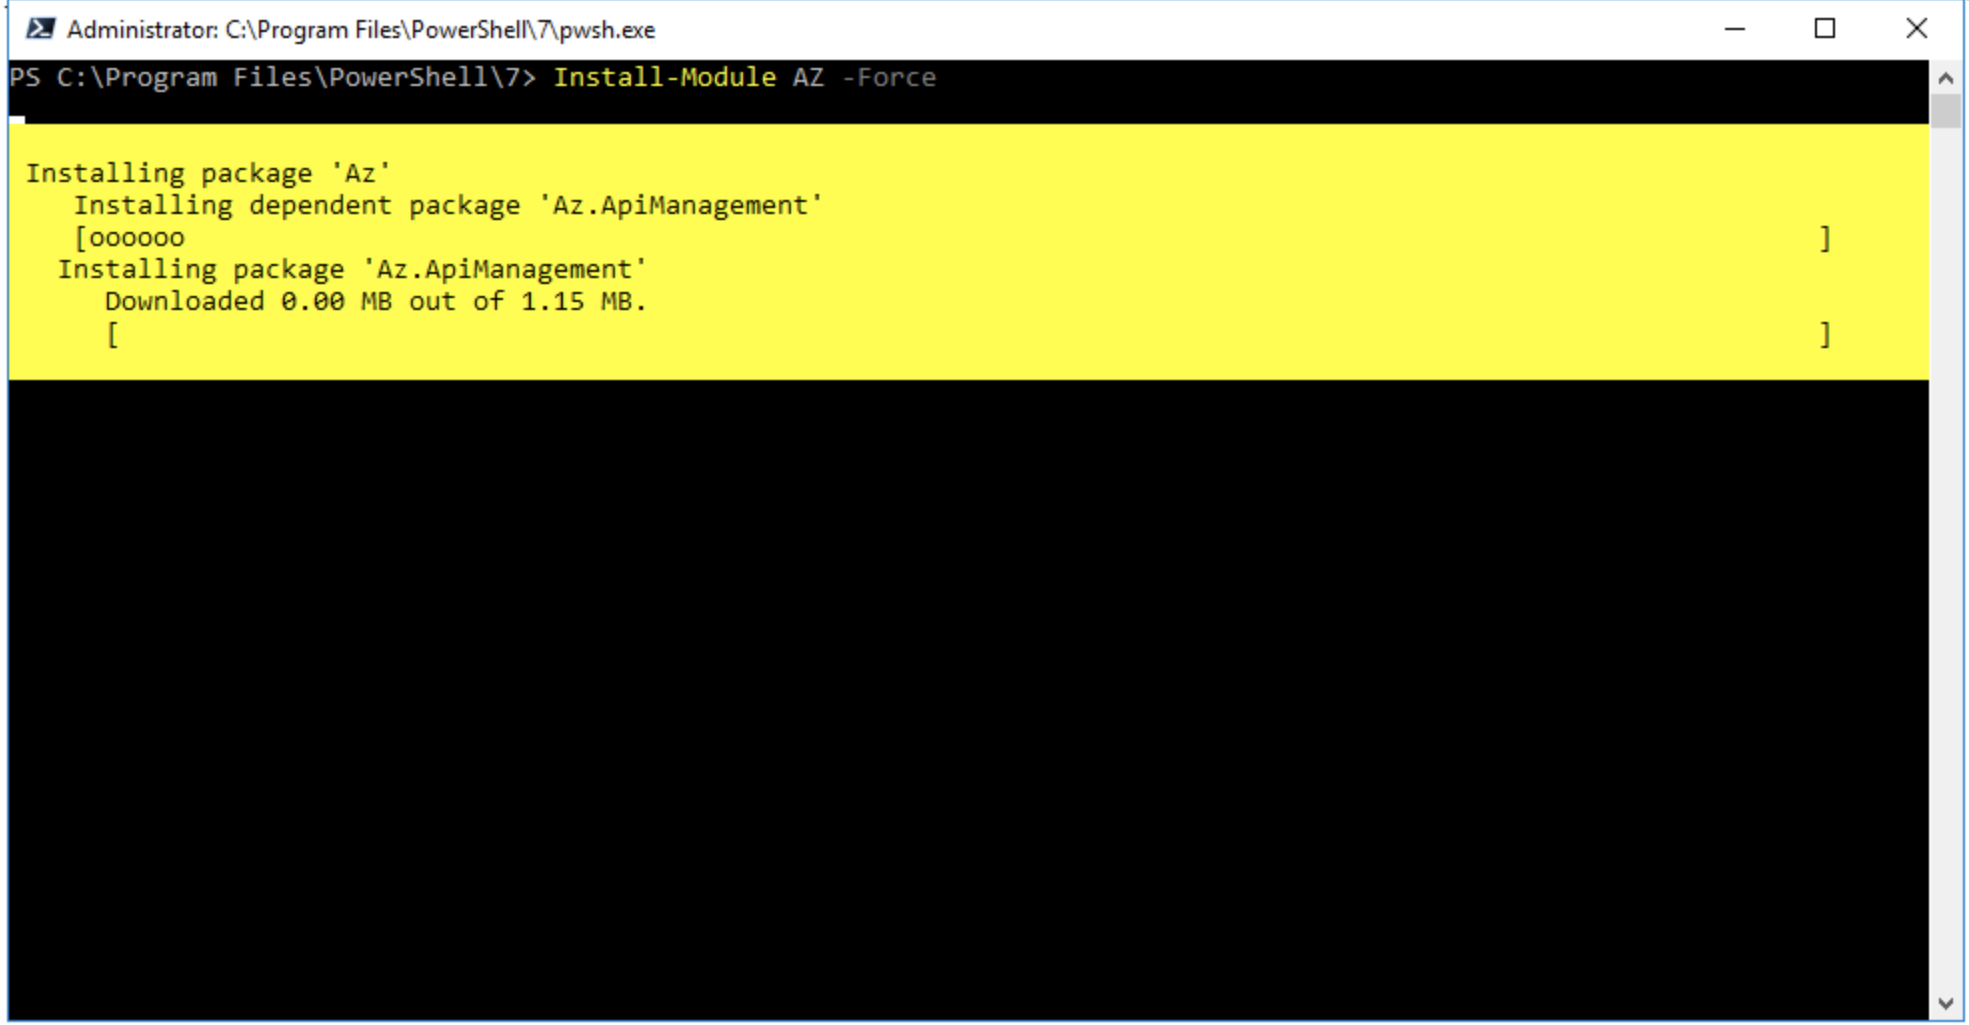 Administrator: C:\Program Files\PowerShell\7\pwsh.exe
PS C:\Program Files\PowerShell\7> Install-Module AZ -Force
Installing package 'Az'
Installing dependent package 'Az.ApiManagement'
[oooooo ]
Installing package 'Az.ApiManagement'
Downloaded 0.00 MB out of 1.15 MB.
[ ]